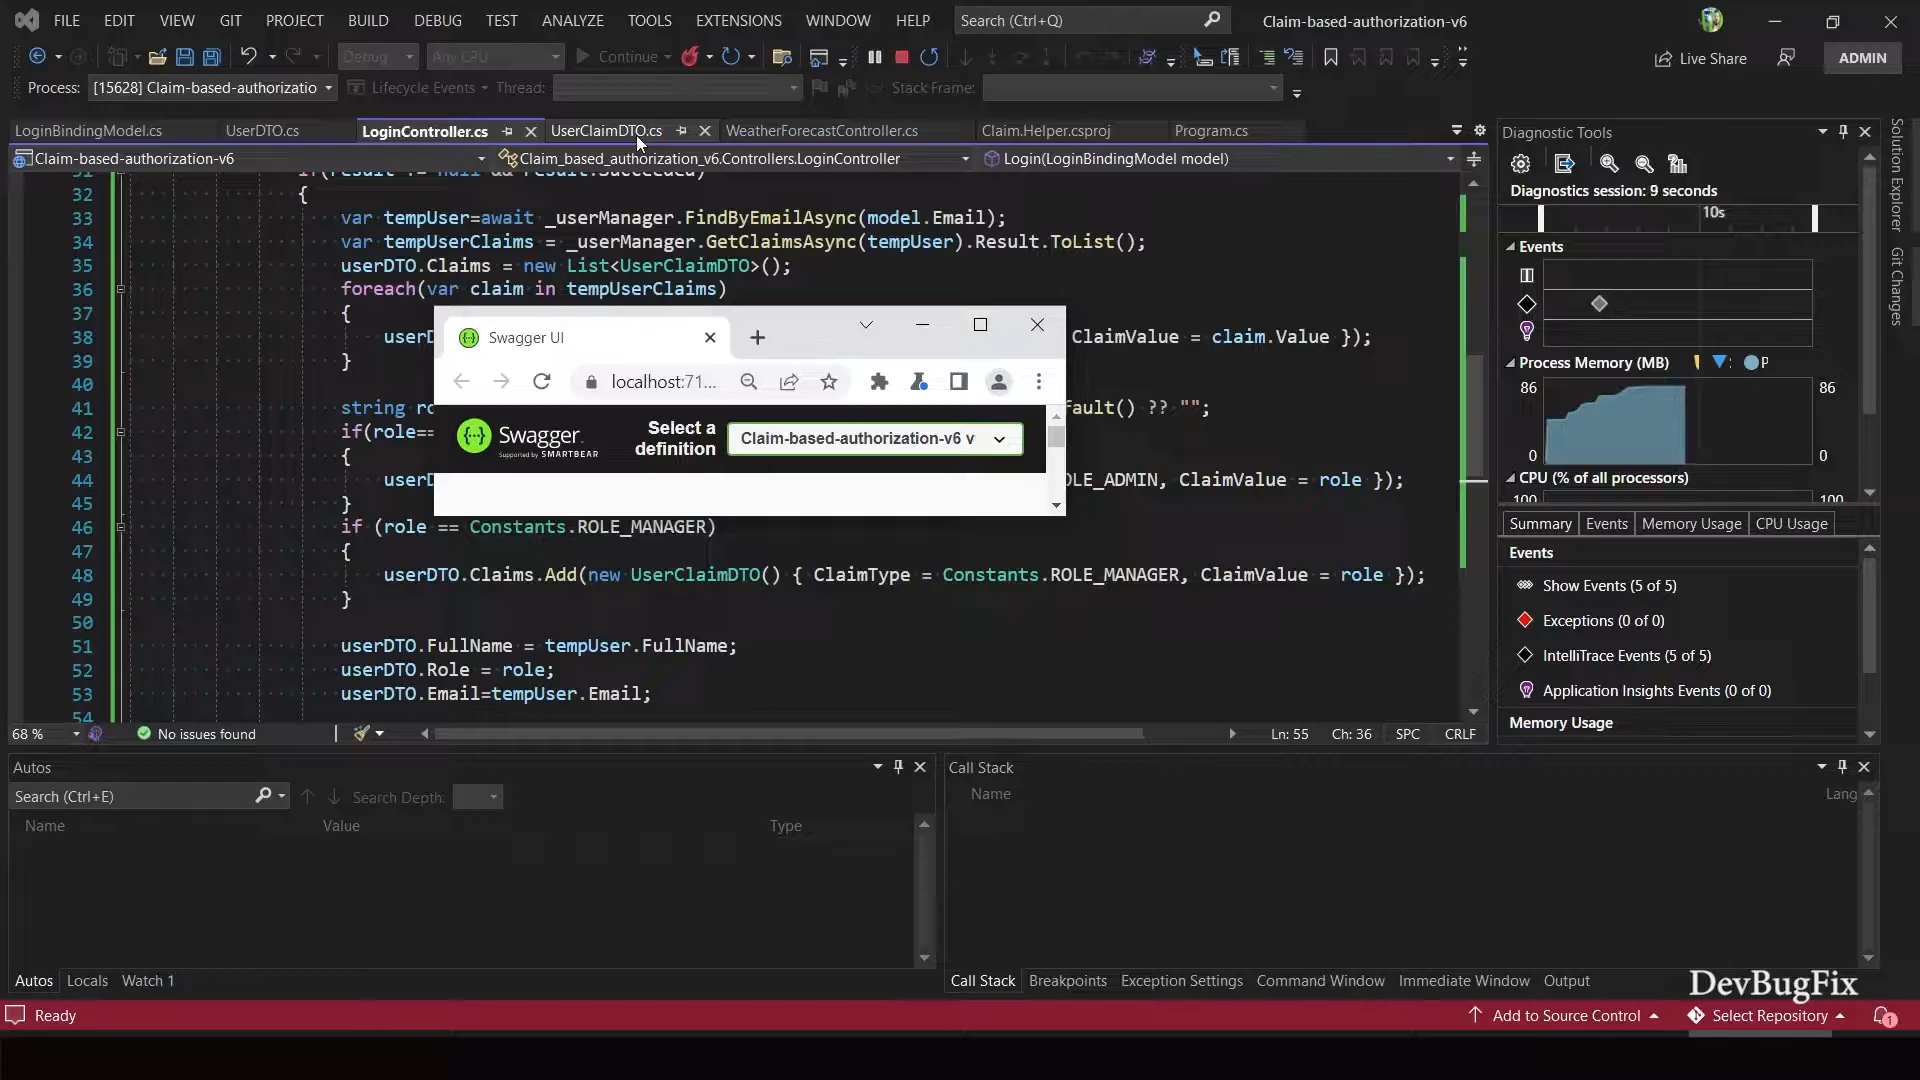 FILE EDIT VIEW GIT PROJECT BUILD DEBUG TEST ANALYZE TOOLS EXTENSIONS WINDOW HELP Search (Ctrl+Q) Claim-based-authorization-v6
Debug Any CPU Continue Live Share ADMIN
Process: [15628] Claim-based-authorizatio Lifecycle Events Thread: Stack Frame:
LoginBindingModel.cs UserDTO.cs LoginController.cs UserClaimDTO.cs WeatherForecastController.cs Claim.Helper.csproj Program.cs
Claim-based-authorization-v6 Claim_based_authorization_v6.Controllers.LoginController Login(LoginBindingModel model)
32 {
33 var tempUser=await _userManager.FindByEmailAsync(model.Email);
34 var tempUserClaims = _userManager.GetClaimsAsync(tempUser).Result.ToList();
35 userDTO.Claims = new List<UserClaimDTO>();
36 foreach(var claim in tempUserClaims)
37 {
38 userD ClaimValue = claim.Value });
39 }
40
41 string ro fault() ?? "";
42 if(role==
43 {
44 userD OLE_ADMIN, ClaimValue = role });
45 }
46 if (role == Constants.ROLE_MANAGER)
47 {
48 userDTO.Claims.Add(new UserClaimDTO() { ClaimType = Constants.ROLE_MANAGER, ClaimValue = role });
49 }
50
51 userDTO.FullName = tempUser.FullName;
52 userDTO.Role = role;
53 userDTO.Email=tempUser.Email;
54
Swagger UI
localhost:71...
Swagger
Supported by SMARTBEAR
Select a definition
Claim-based-authorization-v6 v
68 % No issues found Ln: 55 Ch: 36 SPC CRLF
Diagnostic Tools
Diagnostics session: 9 seconds
10s
Events
Process Memory (MB) P
86 86
0 0
CPU (% of all processors)
100 100
Summary Events Memory Usage CPU Usage
Events
Show Events (5 of 5)
Exceptions (0 of 0)
IntelliTrace Events (5 of 5)
Application Insights Events (0 of 0)
Memory Usage
Solution Explorer
Git Changes
Autos
Search (Ctrl+E) Search Depth:
Name Value Type
Autos Locals Watch 1
Call Stack
Name Lang
Call Stack Breakpoints Exception Settings Command Window Immediate Window Output
DevBugFix
Ready Add to Source Control Select Repository 1